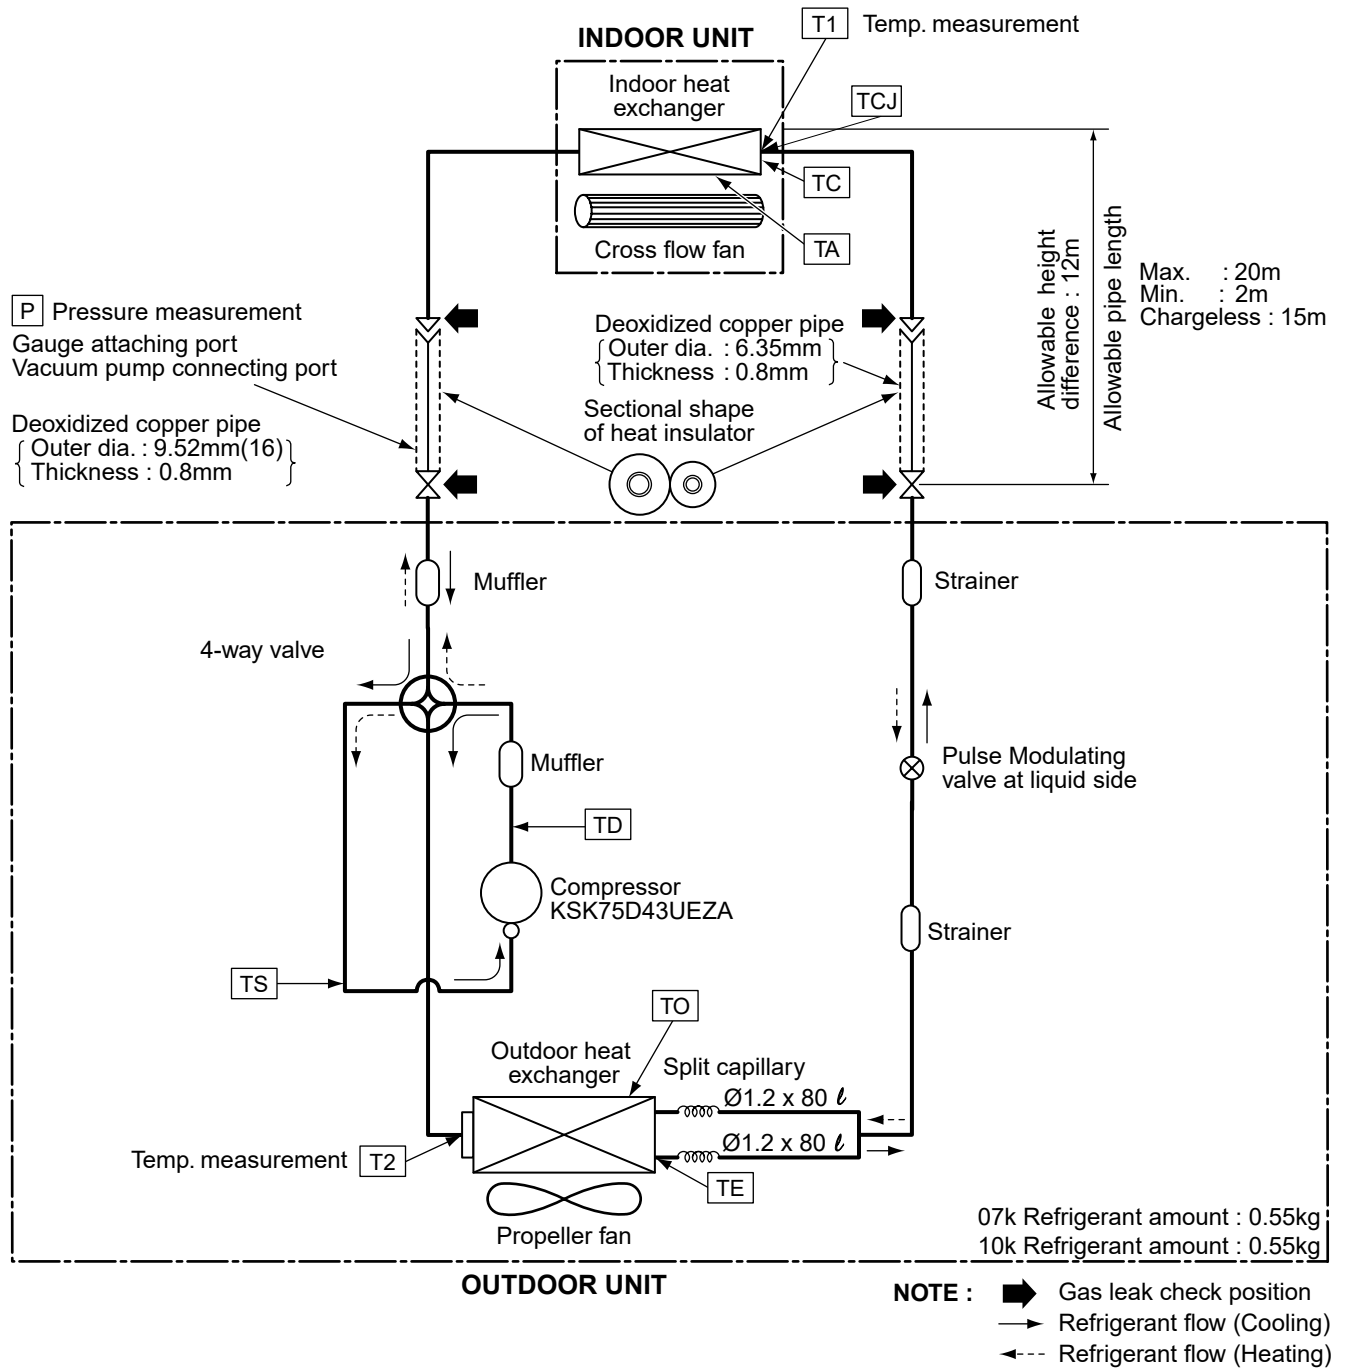 T1 Temp. measurement
INDOOR UNIT
Indoor heat
exchanger
TCJ
TC
Cross flow fan
TA
Allowable height
difference : 12m
Allowable pipe length
Max. : 20m
Min. : 2m
Chargeless : 15m
P Pressure measurement
Gauge attaching port
Vacuum pump connecting port
Deoxidized copper pipe
Outer dia. : 9.52mm(16)
Thickness : 0.8mm
Deoxidized copper pipe
Outer dia. : 6.35mm
Thickness : 0.8mm
Sectional shape
of heat insulator
Muffler
Strainer
4-way valve
Muffler
Pulse Modulating
valve at liquid side
TD
Compressor
KSK75D43UEZA
Strainer
TS
TO
Outdoor heat
exchanger
Split capillary
Ø1.2 x 80 ℓ
Ø1.2 x 80 ℓ
Temp. measurement T2
TE
Propeller fan
07k Refrigerant amount : 0.55kg
10k Refrigerant amount : 0.55kg
OUTDOOR UNIT
NOTE : Gas leak check position
Refrigerant flow (Cooling)
Refrigerant flow (Heating)